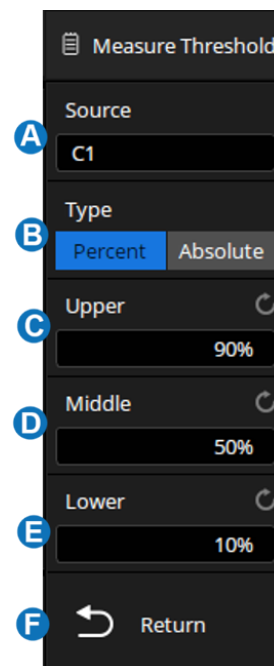 Measure Threshold
Source
A
C1
Type
B
Percent Absolute
Upper
C
90%
Middle
D
50%
Lower
E
10%
F Return